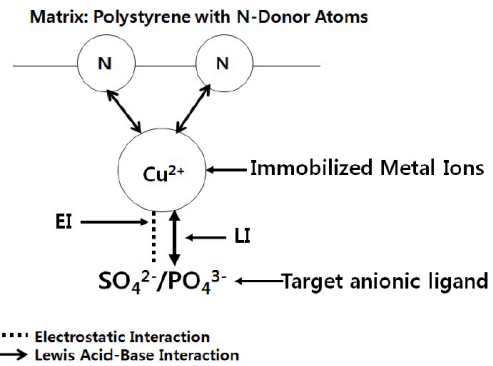 Matrix: Polystyrene with N-Donor Atoms
N N
Cu²⁺ Immobilized Metal Ions
EI LI
SO₄²⁻/PO₄³⁻ Target anionic ligand
Electrostatic Interaction
Lewis Acid-Base Interaction